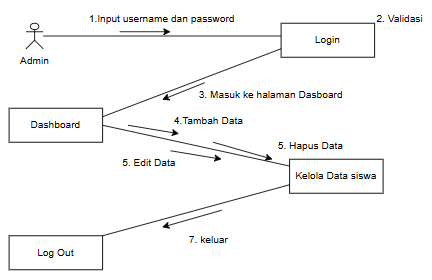 1.Input username dan password
2. Validasi
Login
Admin
3. Masuk ke halaman Dasboard
Dashboard
4.Tambah Data
5. Hapus Data
5. Edit Data
Kelola Data siswa
7. keluar
Log Out